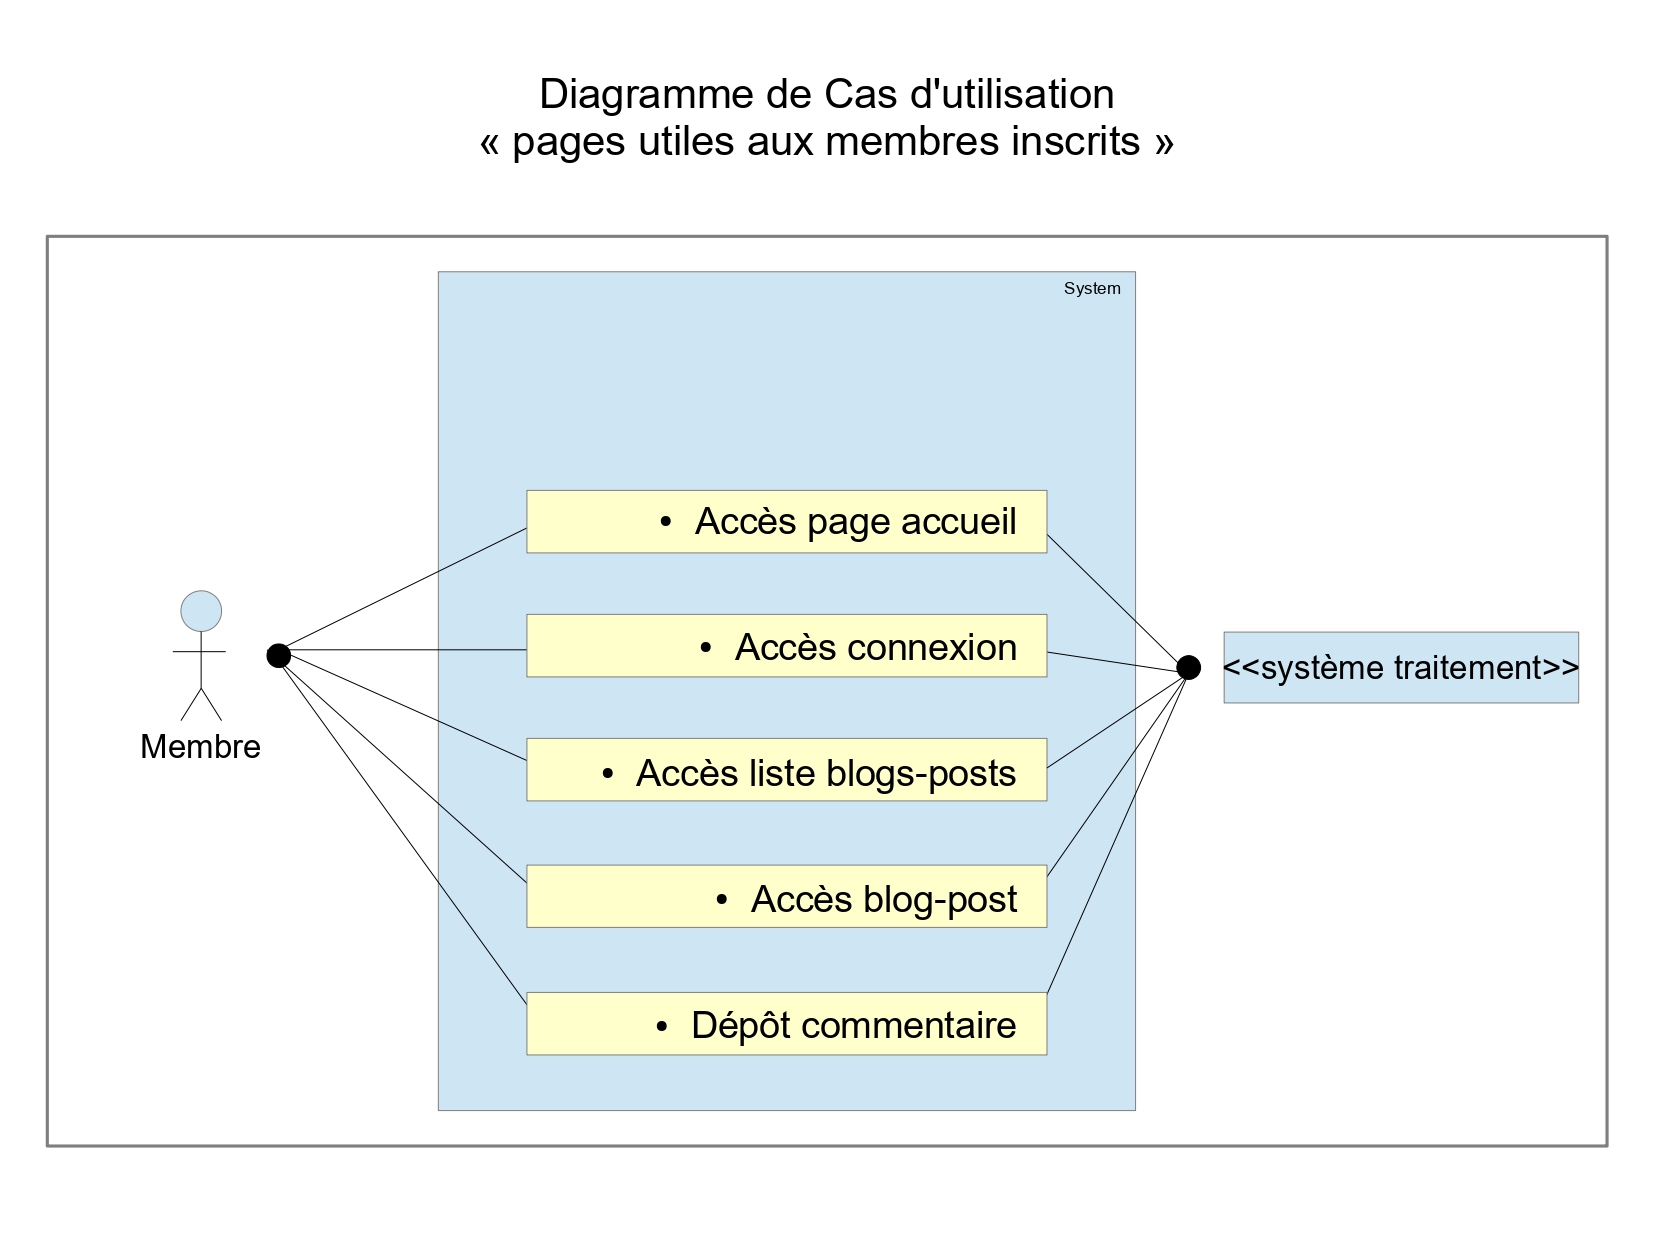 Diagramme de Cas d'utilisation
« pages utiles aux membres inscrits »
System
• Accès page accueil
• Accès connexion
• Accès liste blogs-posts
• Accès blog-post
• Dépôt commentaire
Membre
<<système traitement>>